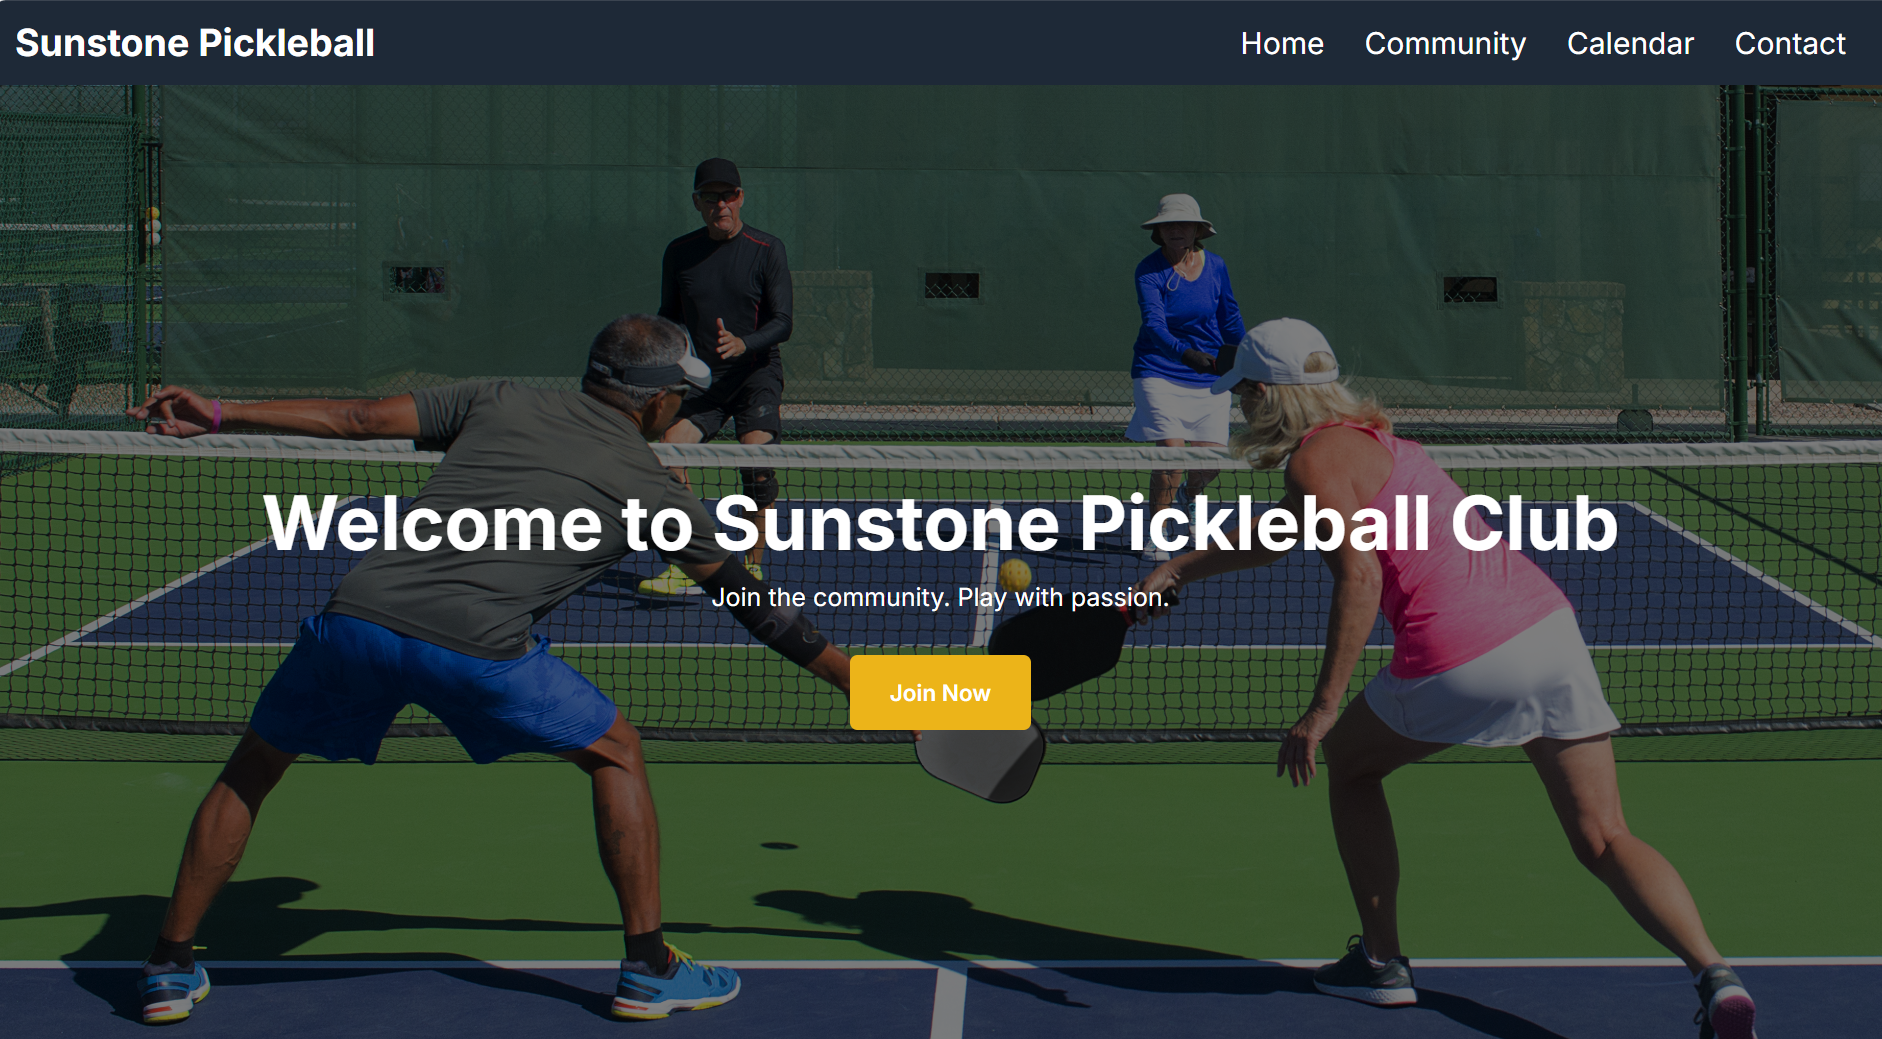 Sunstone Pickleball
Home Community Calendar Contact
Welcome to Sunstone Pickleball Club
Join the community. Play with passion.
Join Now